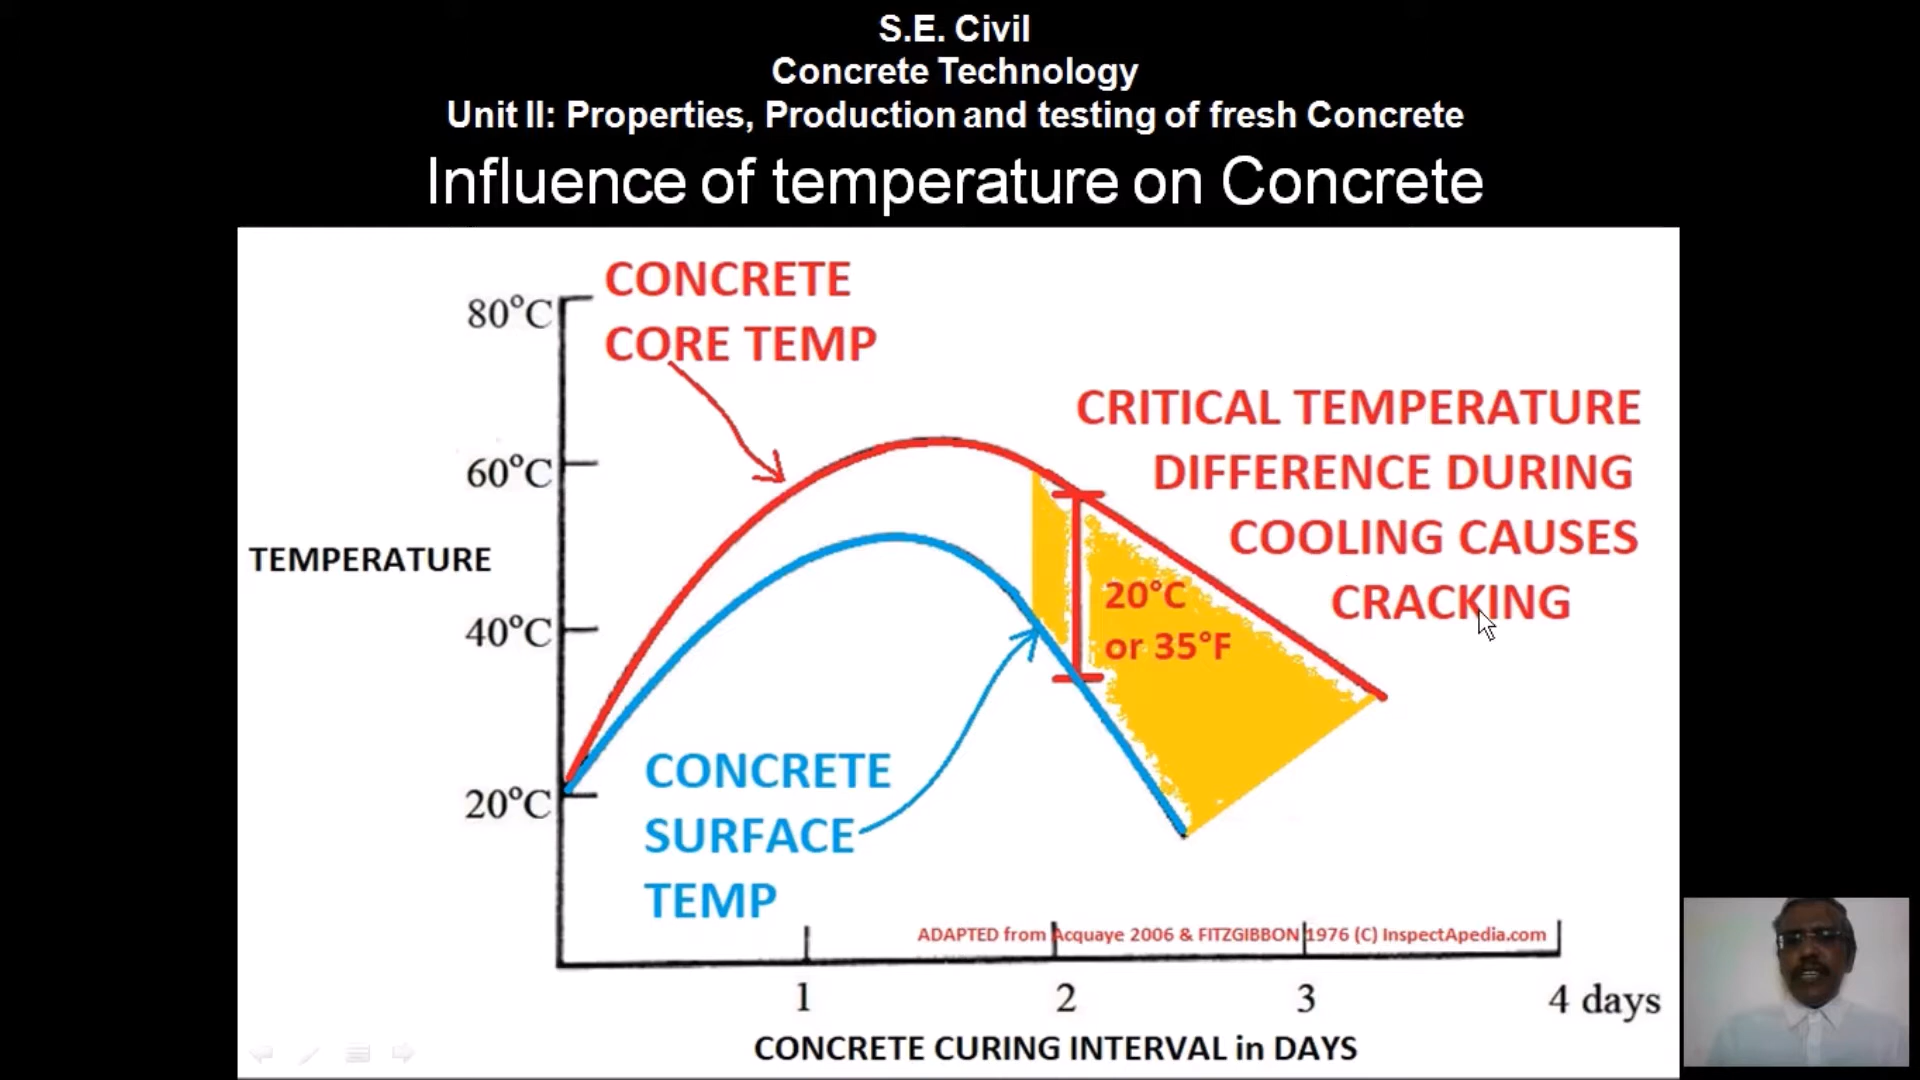 S.E. Civil
Concrete Technology
Unit II: Properties, Production and testing of fresh Concrete
Influence of temperature on Concrete
CONCRETE
CORE TEMP
80°C
CRITICAL TEMPERATURE
DIFFERENCE DURING
COOLING CAUSES
CRACKING
60°C
TEMPERATURE
20°C
or 35°F
40°C
CONCRETE
SURFACE
TEMP
20°C
ADAPTED from Acquaye 2006 & FITZGIBBON 1976 (C) InspectApedia.com
1 2 3 4 days
CONCRETE CURING INTERVAL in DAYS